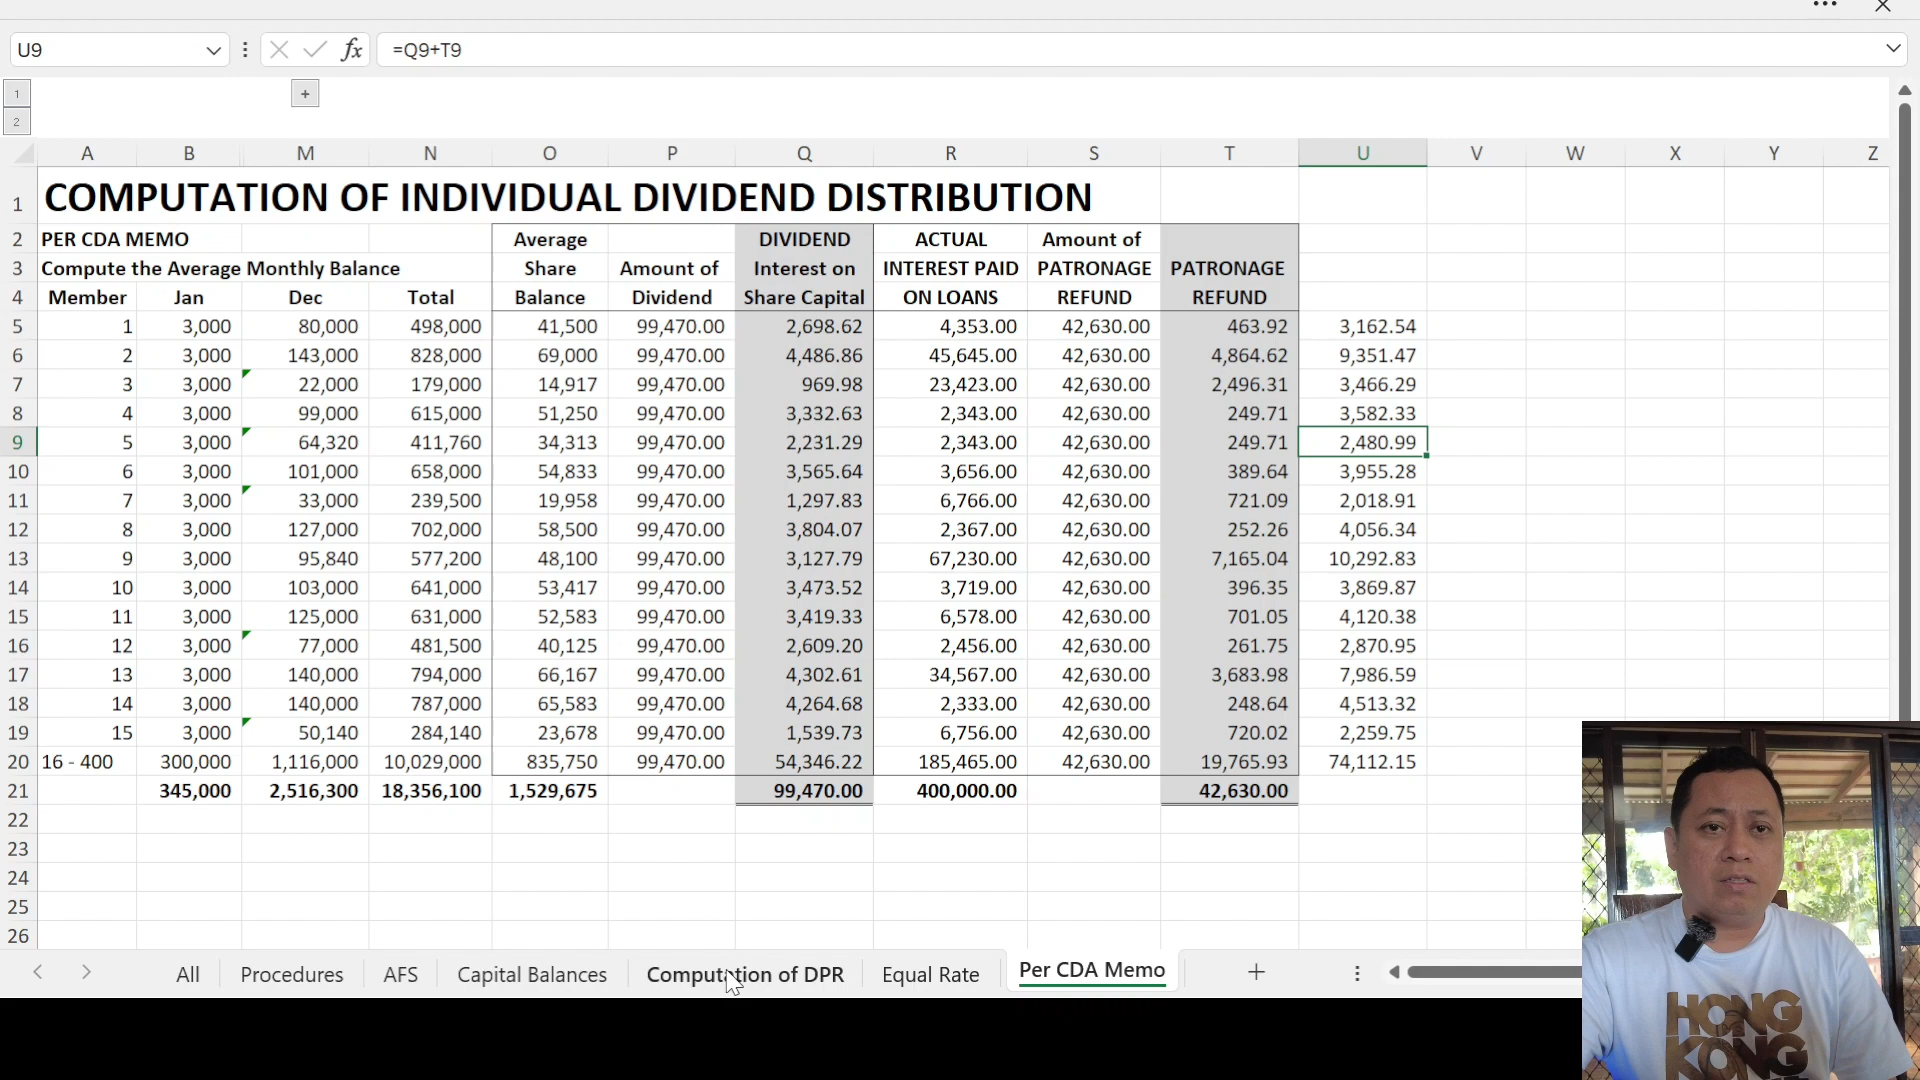 U9 fx =Q9+T9
1 +
2
A B M N O P Q R S T U V W X Y Z
1 COMPUTATION OF INDIVIDUAL DIVIDEND DISTRIBUTION
2 PER CDA MEMO Average DIVIDEND ACTUAL Amount of
3 Compute the Average Monthly Balance Share Amount of Interest on INTEREST PAID PATRONAGE PATRONAGE
4 Member Jan Dec Total Balance Dividend Share Capital ON LOANS REFUND REFUND
5 1 3,000 80,000 498,000 41,500 99,470.00 2,698.62 4,353.00 42,630.00 463.92 3,162.54
6 2 3,000 143,000 828,000 69,000 99,470.00 4,486.86 45,645.00 42,630.00 4,864.62 9,351.47
7 3 3,000 22,000 179,000 14,917 99,470.00 969.98 23,423.00 42,630.00 2,496.31 3,466.29
8 4 3,000 99,000 615,000 51,250 99,470.00 3,332.63 2,343.00 42,630.00 249.71 3,582.33
9 5 3,000 64,320 411,760 34,313 99,470.00 2,231.29 2,343.00 42,630.00 249.71 2,480.99
10 6 3,000 101,000 658,000 54,833 99,470.00 3,565.64 3,656.00 42,630.00 389.64 3,955.28
11 7 3,000 33,000 239,500 19,958 99,470.00 1,297.83 6,766.00 42,630.00 721.09 2,018.91
12 8 3,000 127,000 702,000 58,500 99,470.00 3,804.07 2,367.00 42,630.00 252.26 4,056.34
13 9 3,000 95,840 577,200 48,100 99,470.00 3,127.79 67,230.00 42,630.00 7,165.04 10,292.83
14 10 3,000 103,000 641,000 53,417 99,470.00 3,473.52 3,719.00 42,630.00 396.35 3,869.87
15 11 3,000 125,000 631,000 52,583 99,470.00 3,419.33 6,578.00 42,630.00 701.05 4,120.38
16 12 3,000 77,000 481,500 40,125 99,470.00 2,609.20 2,456.00 42,630.00 261.75 2,870.95
17 13 3,000 140,000 794,000 66,167 99,470.00 4,302.61 34,567.00 42,630.00 3,683.98 7,986.59
18 14 3,000 140,000 787,000 65,583 99,470.00 4,264.68 2,333.00 42,630.00 248.64 4,513.32
19 15 3,000 50,140 284,140 23,678 99,470.00 1,539.73 6,756.00 42,630.00 720.02 2,259.75
20 16 - 400 300,000 1,116,000 10,029,000 835,750 99,470.00 54,346.22 185,465.00 42,630.00 19,765.93 74,112.15
21 345,000 2,516,300 18,356,100 1,529,675 99,470.00 400,000.00 42,630.00
22
23
24
25
26
All Procedures AFS Capital Balances Computation of DPR Equal Rate Per CDA Memo +
HONG
KONG